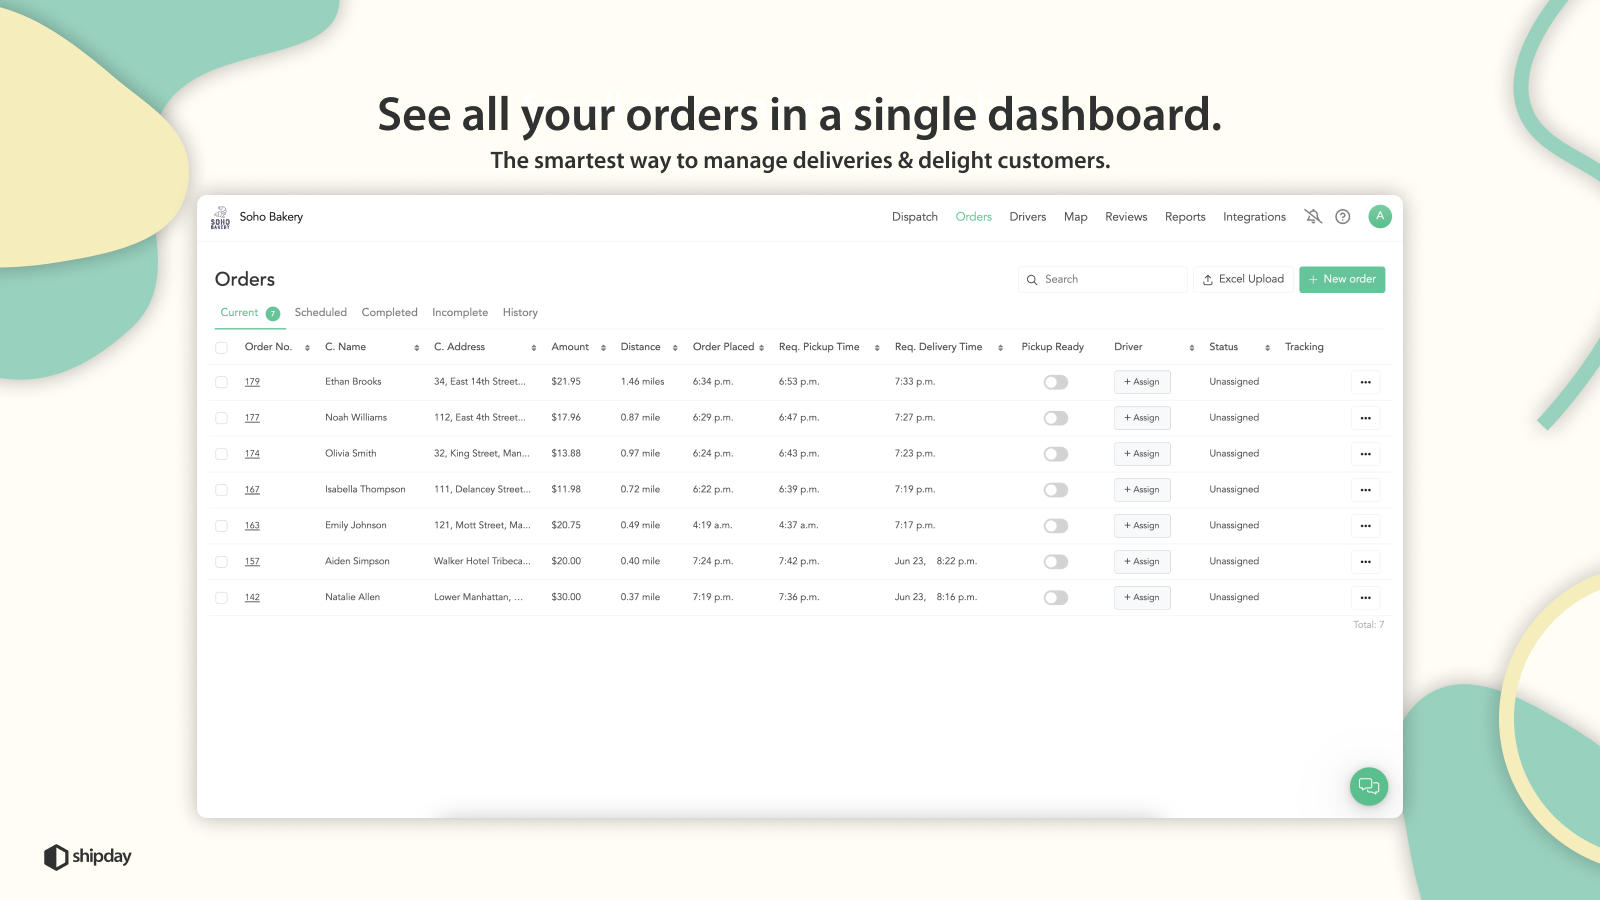 See all your orders in a single dashboard.
The smartest way to manage deliveries & delight customers.
SOHO
BAKERY
Soho Bakery
Dispatch Orders Drivers Map Reviews Reports Integrations A
Orders
Search Excel Upload + New order
Current 7 Scheduled Completed Incomplete History
Order No. C. Name C. Address Amount Distance Order Placed Req. Pickup Time Req. Delivery Time Pickup Ready Driver Status Tracking
179 Ethan Brooks 34, East 14th Street... $21.95 1.46 miles 6:34 p.m. 6:53 p.m. 7:33 p.m. + Assign Unassigned •••
177 Noah Williams 112, East 4th Street... $17.96 0.87 mile 6:29 p.m. 6:47 p.m. 7:27 p.m. + Assign Unassigned •••
174 Olivia Smith 32, King Street, Man... $13.88 0.97 mile 6:24 p.m. 6:43 p.m. 7:23 p.m. + Assign Unassigned •••
167 Isabella Thompson 111, Delancey Street... $11.98 0.72 mile 6:22 p.m. 6:39 p.m. 7:19 p.m. + Assign Unassigned •••
163 Emily Johnson 121, Mott Street, Ma... $20.75 0.49 mile 4:19 a.m. 4:37 a.m. 7:17 p.m. + Assign Unassigned •••
157 Aiden Simpson Walker Hotel Tribeca... $20.00 0.40 mile 7:24 p.m. 7:42 p.m. Jun 23, 8:22 p.m. + Assign Unassigned •••
142 Natalie Allen Lower Manhattan, ... $30.00 0.37 mile 7:19 p.m. 7:36 p.m. Jun 23, 8:16 p.m. + Assign Unassigned •••
Total: 7
shipday